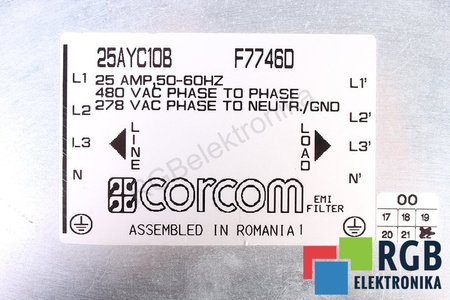 25AYC10B F7746D
25 AMP,50-60HZ
480 VAC PHASE TO PHASE
278 VAC PHASE TO NEUTR./GND
L1 L1'
L2 L2'
L3 LINE LOAD L3'
N N'
RGBelektronika
corcom EMI FILTER
ASSEMBLED IN ROMANIA 1
00
17 18 19
20 21
RGB
ELEKTRONIKA